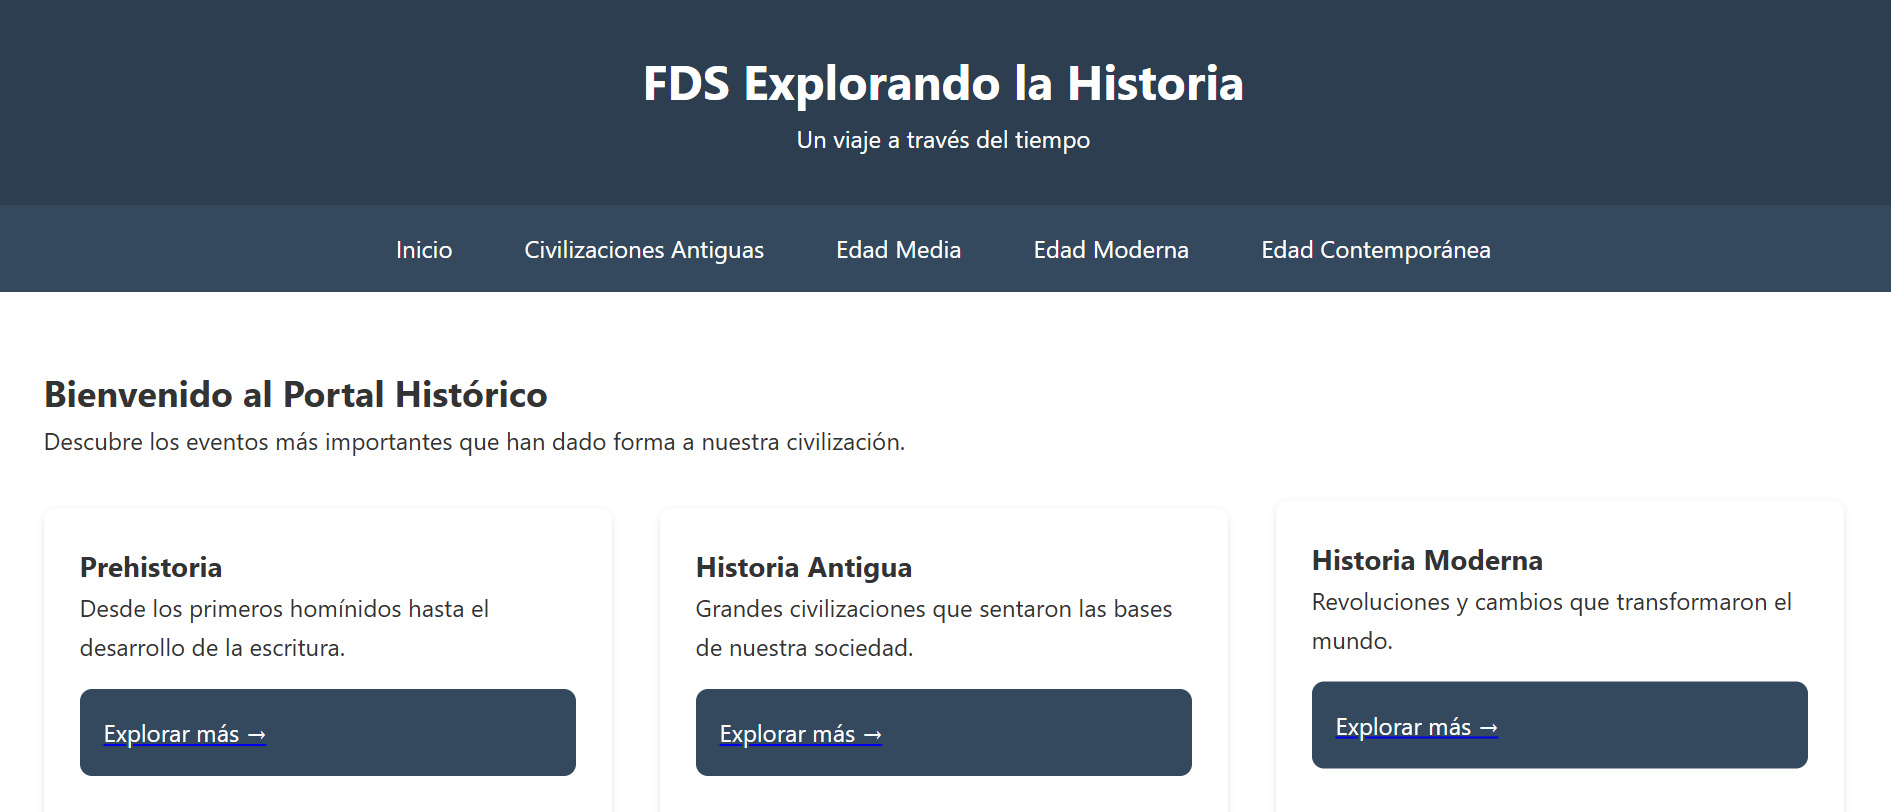 FDS Explorando la Historia
Un viaje a través del tiempo
Inicio Civilizaciones Antiguas Edad Media Edad Moderna Edad Contemporánea
Bienvenido al Portal Histórico
Descubre los eventos más importantes que han dado forma a nuestra civilización.
Prehistoria
Desde los primeros homínidos hasta el
desarrollo de la escritura.
Explorar más →
Historia Antigua
Grandes civilizaciones que sentaron las bases
de nuestra sociedad.
Explorar más →
Historia Moderna
Revoluciones y cambios que transformaron el
mundo.
Explorar más →